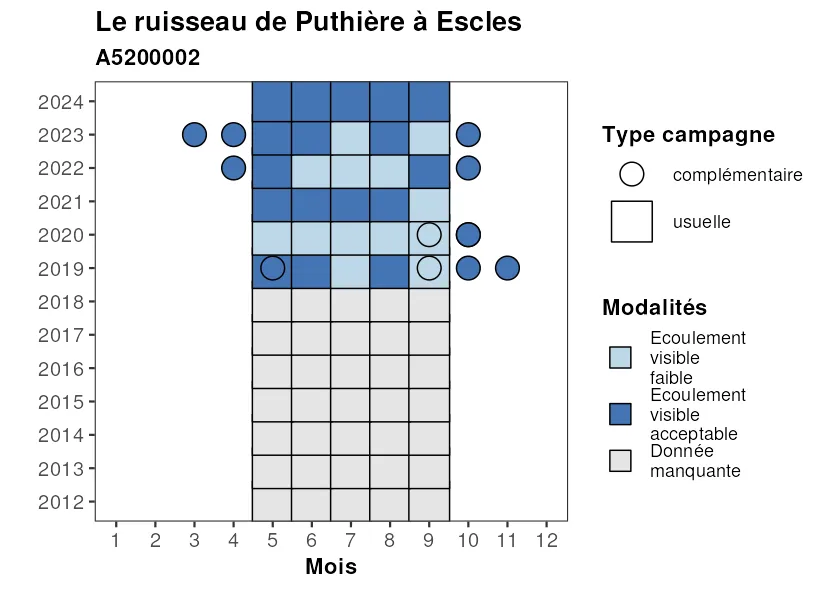 Le ruisseau de Puthière à Escles
A5200002
2024
2023
2022
2021
2020
2019
2018
2017
2016
2015
2014
2013
2012
1 2 3 4 5 6 7 8 9 10 11 12
Mois
Type campagne
complémentaire
usuelle
Modalités
Ecoulement
visible
faible
Ecoulement
visible
acceptable
Donnée
manquante